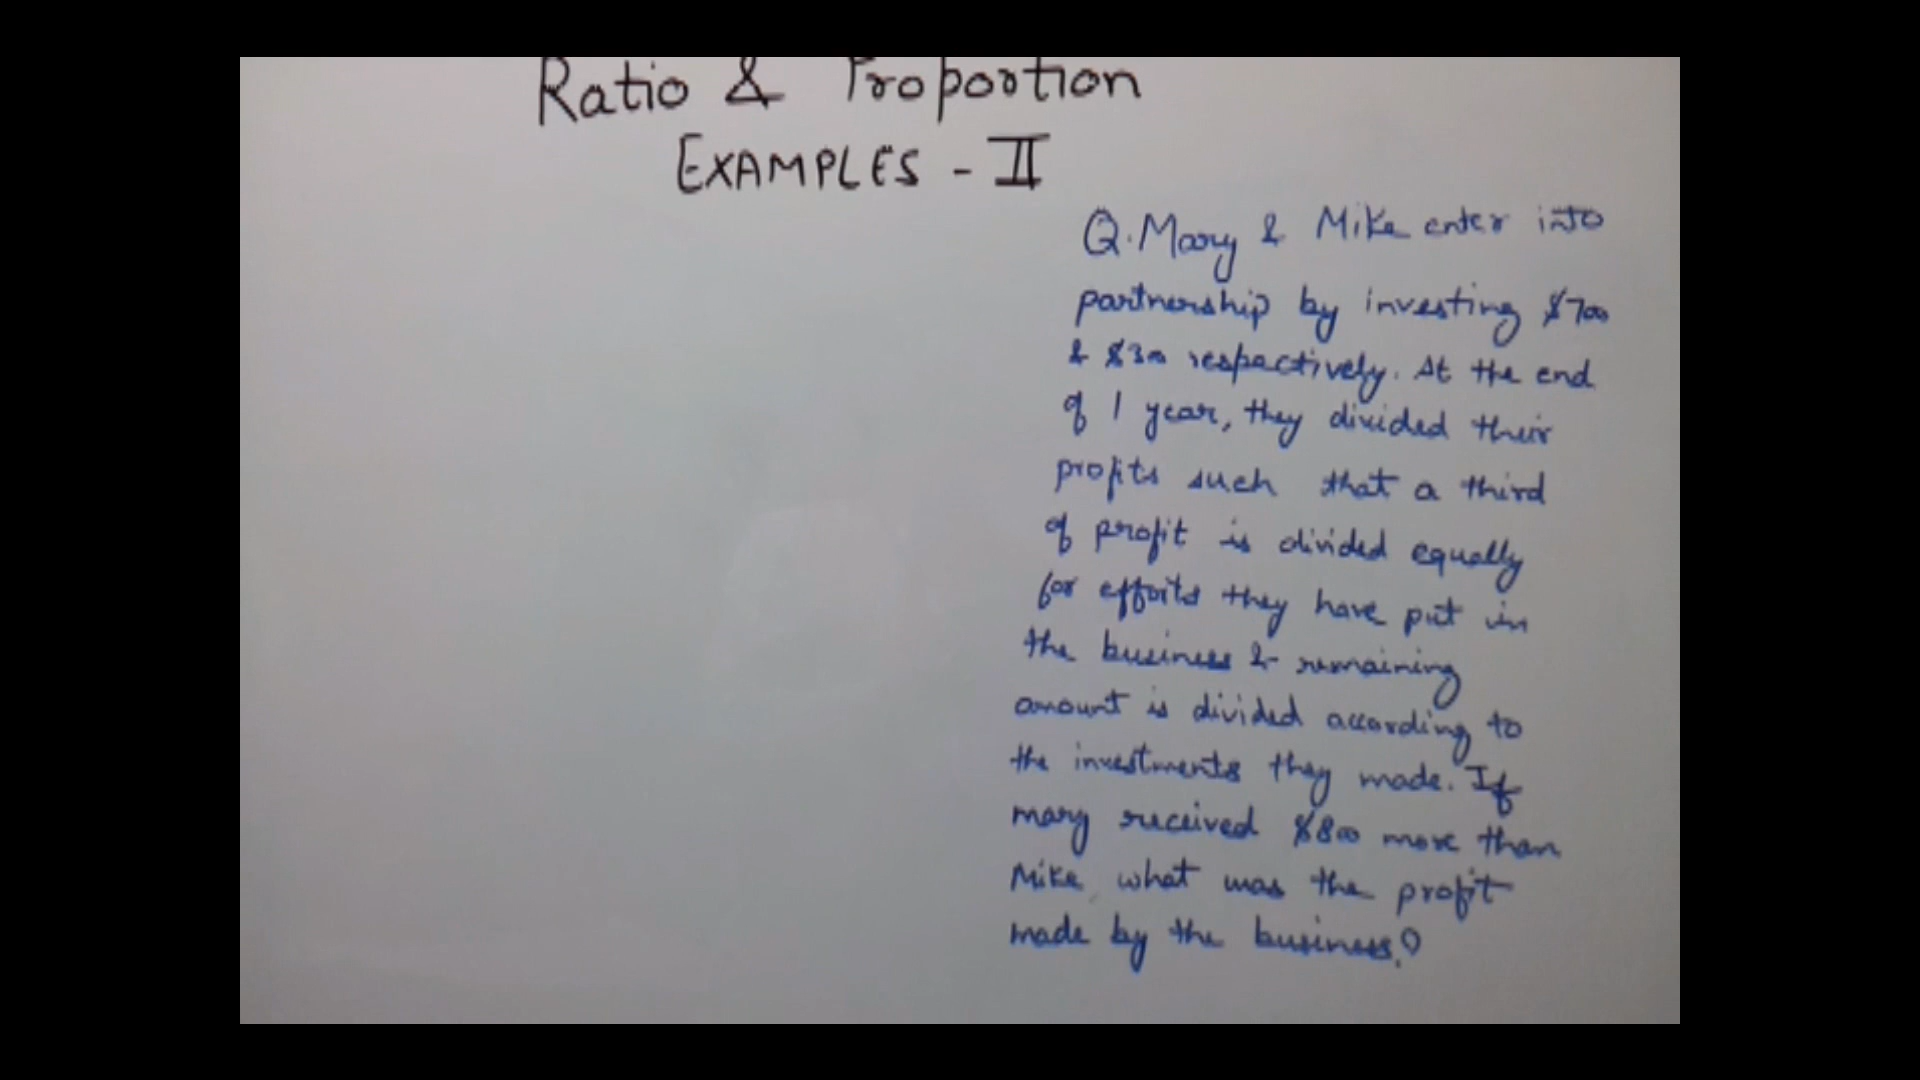 Ratio & Proportion
EXAMPLES - II
Q. Mary & Mike enter into
partnership by investing $700
& $300 respectively. At the end
of 1 year, they divided their
profits such that a third
of profit is divided equally
for efforts they have put in
the business & remaining
amount is divided according to
the investments they made. If
mary received $800 more than
Mike, what was the profit
made by the business?